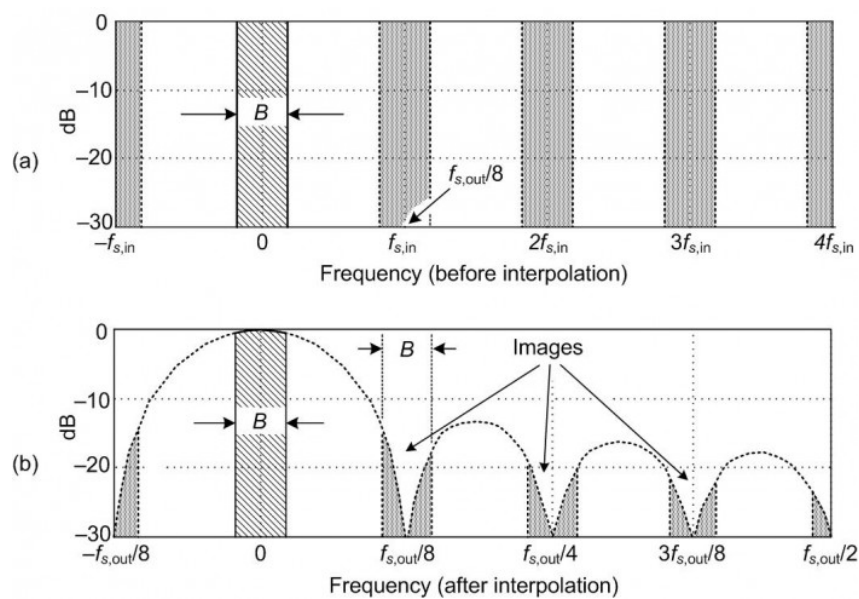 (a)
dB
0
–10
–20
–30
B
f_s,out/8
–f_s,in
0
f_s,in
2f_s,in
3f_s,in
4f_s,in
Frequency (before interpolation)
(b)
dB
0
–10
–20
–30
B
B
Images
–f_s,out/8
0
f_s,out/8
f_s,out/4
3f_s,out/8
f_s,out/2
Frequency (after interpolation)